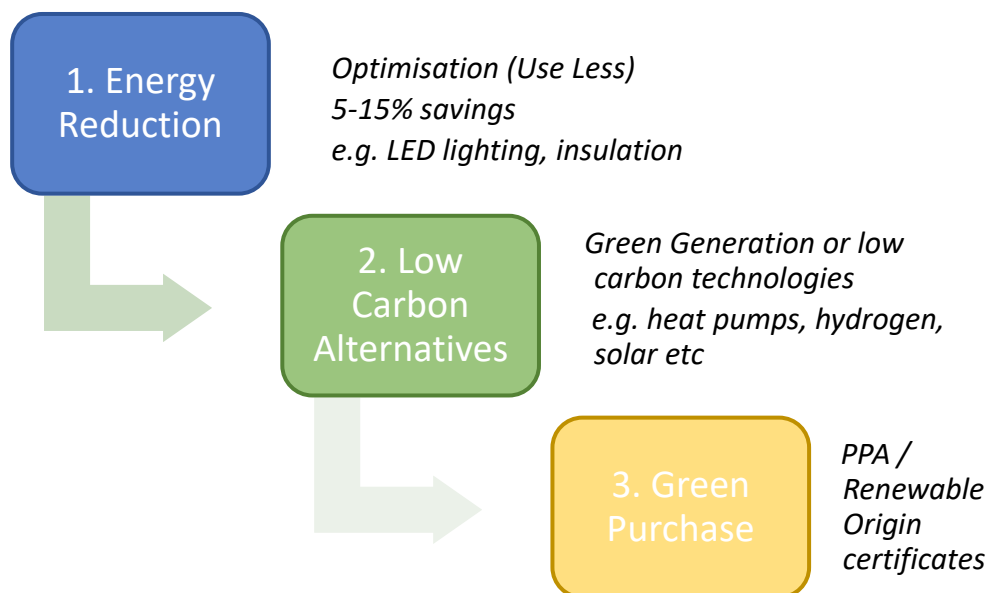 1. Energy
Reduction
Optimisation (Use Less)
5-15% savings
e.g. LED lighting, insulation
2. Low
Carbon
Alternatives
Green Generation or low
carbon technologies
e.g. heat pumps, hydrogen,
solar etc
3. Green
Purchase
PPA /
Renewable
Origin
certificates